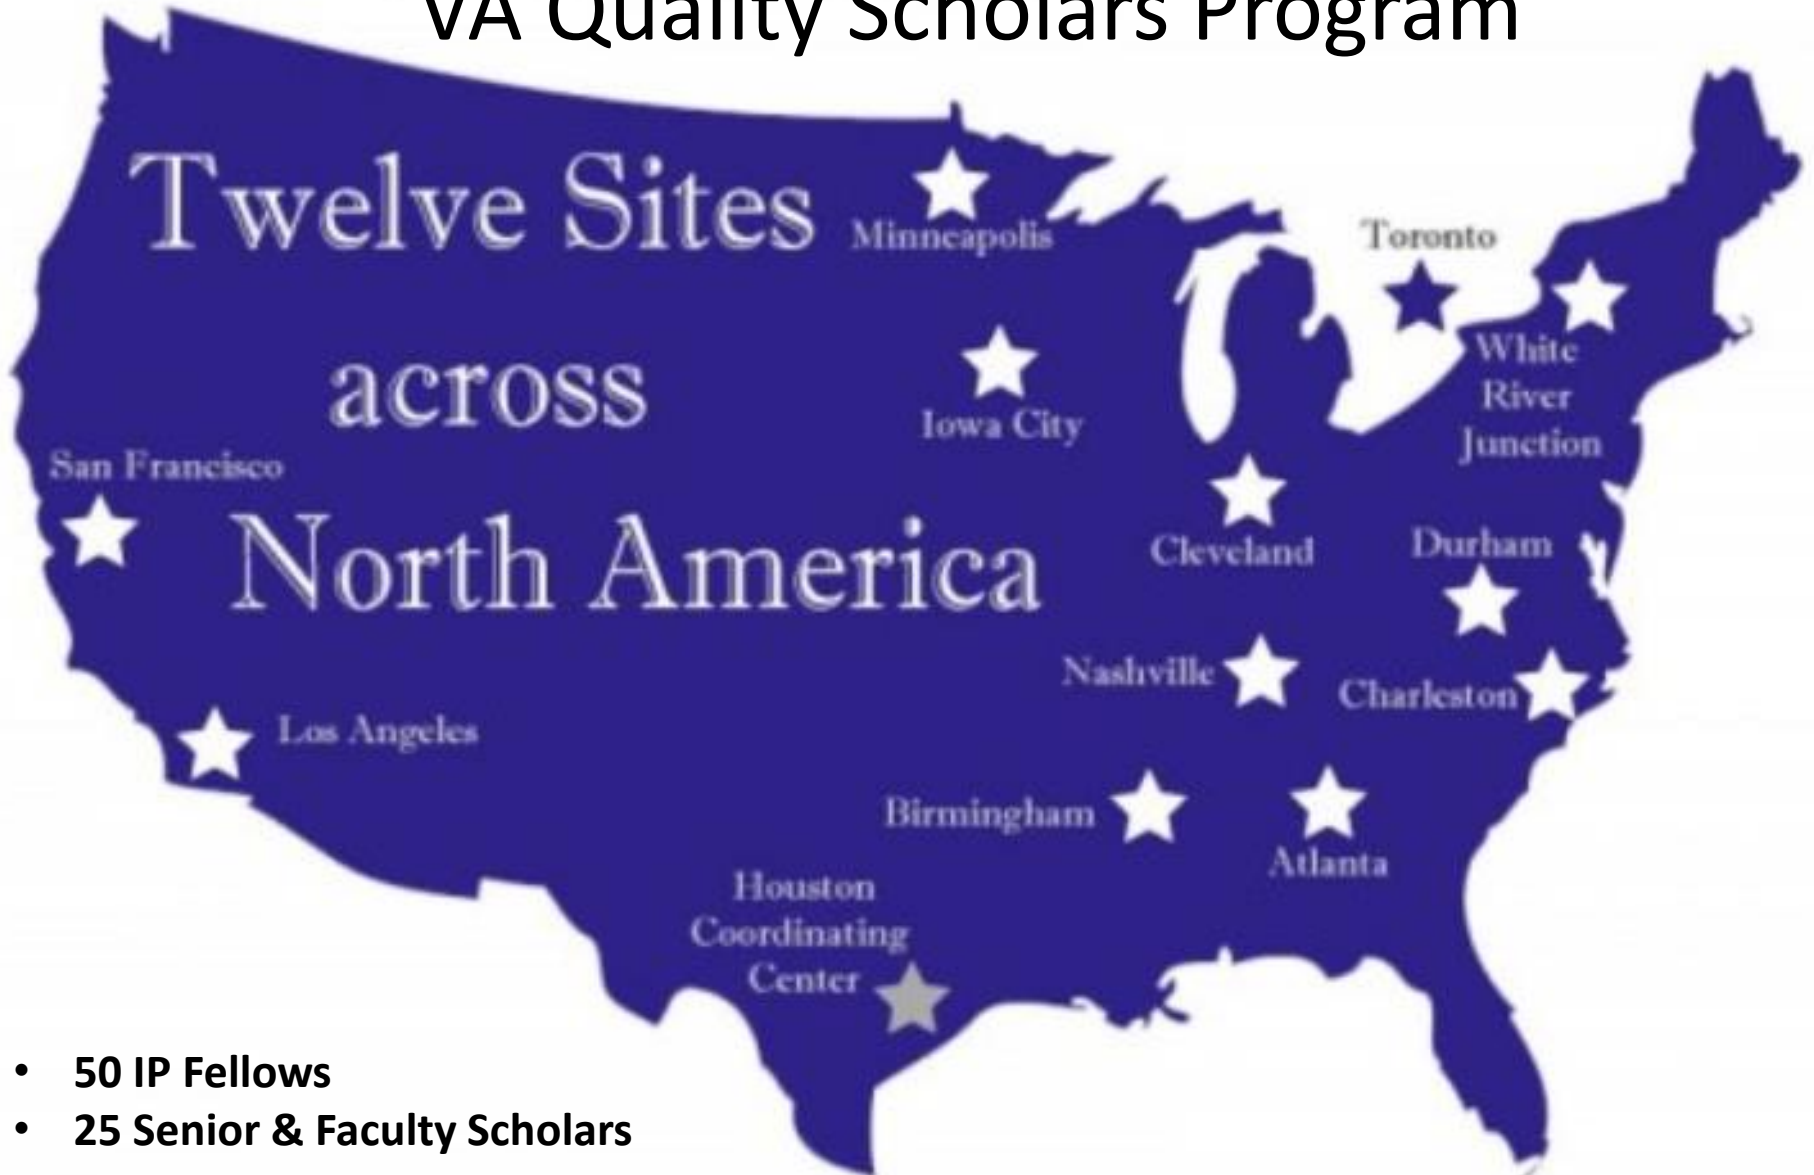 VA Quality Scholars Program
Twelve Sites
Minneapolis
Toronto
across
White
River
Junction
Iowa City
San Francisco
North America
Cleveland
Durham
Nashville
Charleston
Los Angeles
Birmingham
Atlanta
Houston
Coordinating
Center
• 50 IP Fellows
• 25 Senior & Faculty Scholars